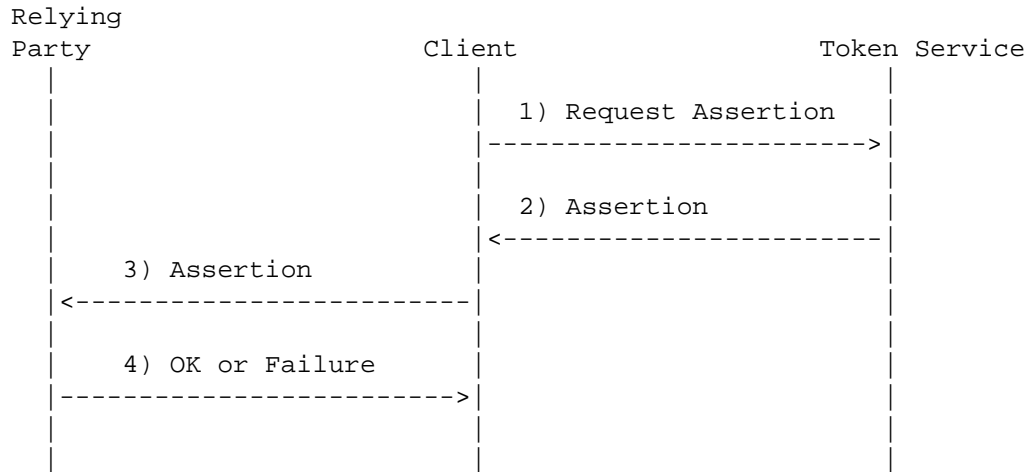 Relying
Party Client Token Service
1) Request Assertion
2) Assertion
3) Assertion
4) OK or Failure